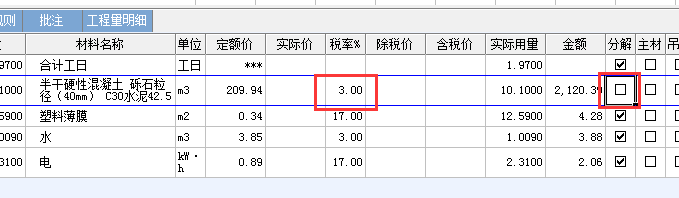 规则 批注 工程量明细
材料名称 单位 定额价 实际价 税率% 除税价 含税价 实际用量 金额 分解 主材 吊
9700 合计工日 工日 *** 1.9700
1000 半干硬性混凝土 砾石粒径（40mm） C30水泥42.5 m3 209.94 3.00 10.1000 2,120.39
5900 塑料薄膜 m2 0.34 17.00 12.5900 4.28
0090 水 m3 3.85 3.00 1.0090 3.88
3100 电 kW·h 0.89 17.00 2.3100 2.06